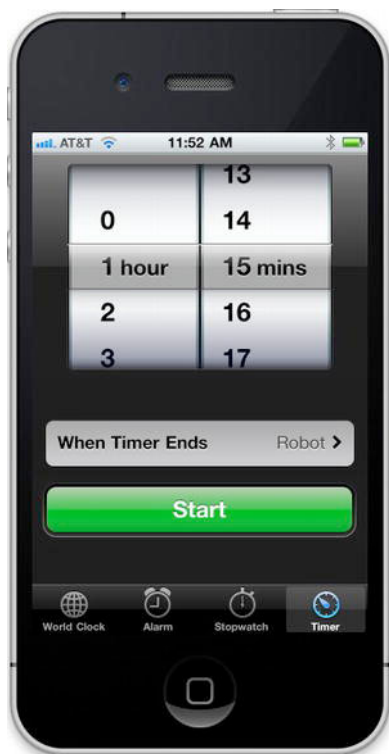 AT&T 11:52 AM
13
0 14
1 hour 15 mins
2 16
3 17
When Timer Ends Robot
Start
World Clock Alarm Stopwatch Timer